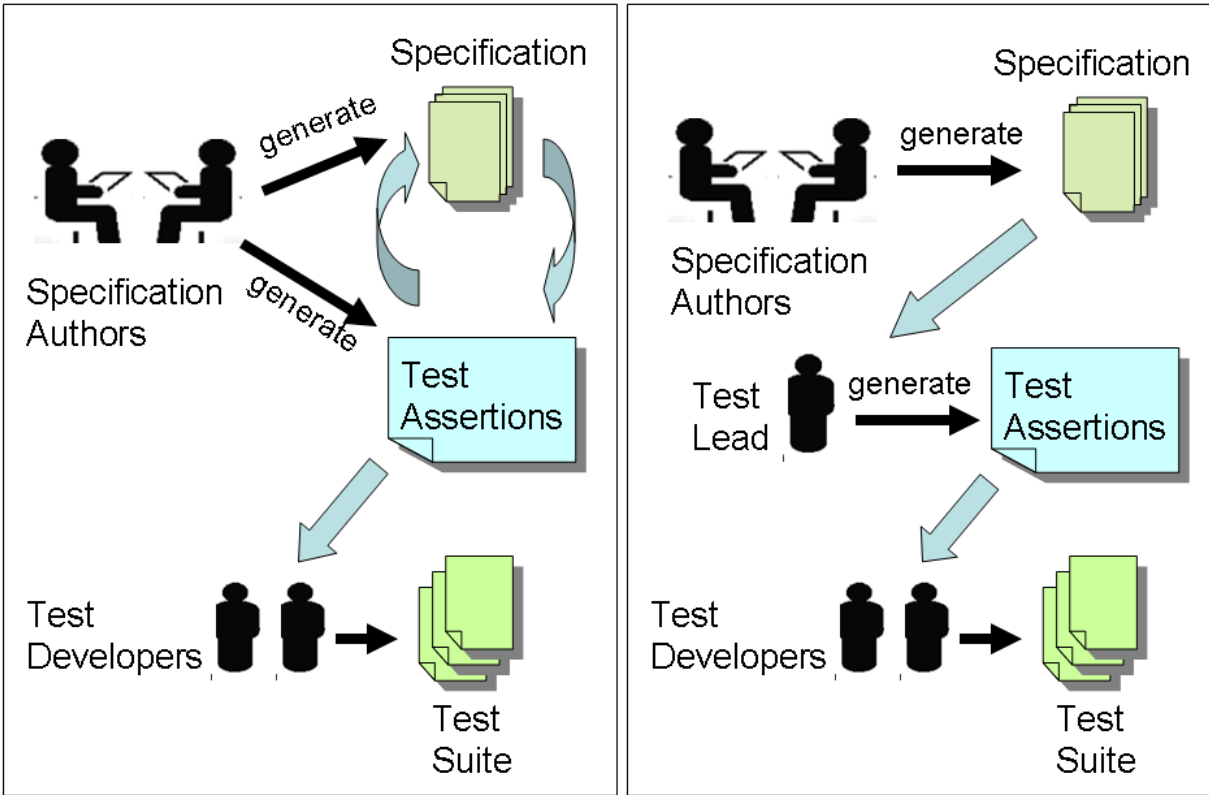 Specification
generate
Specification
Authors
generate
Test
Assertions
Test
Developers
Test
Suite
Specification
generate
Specification
Authors
Test
Lead
generate
Test
Assertions
Test
Developers
Test
Suite